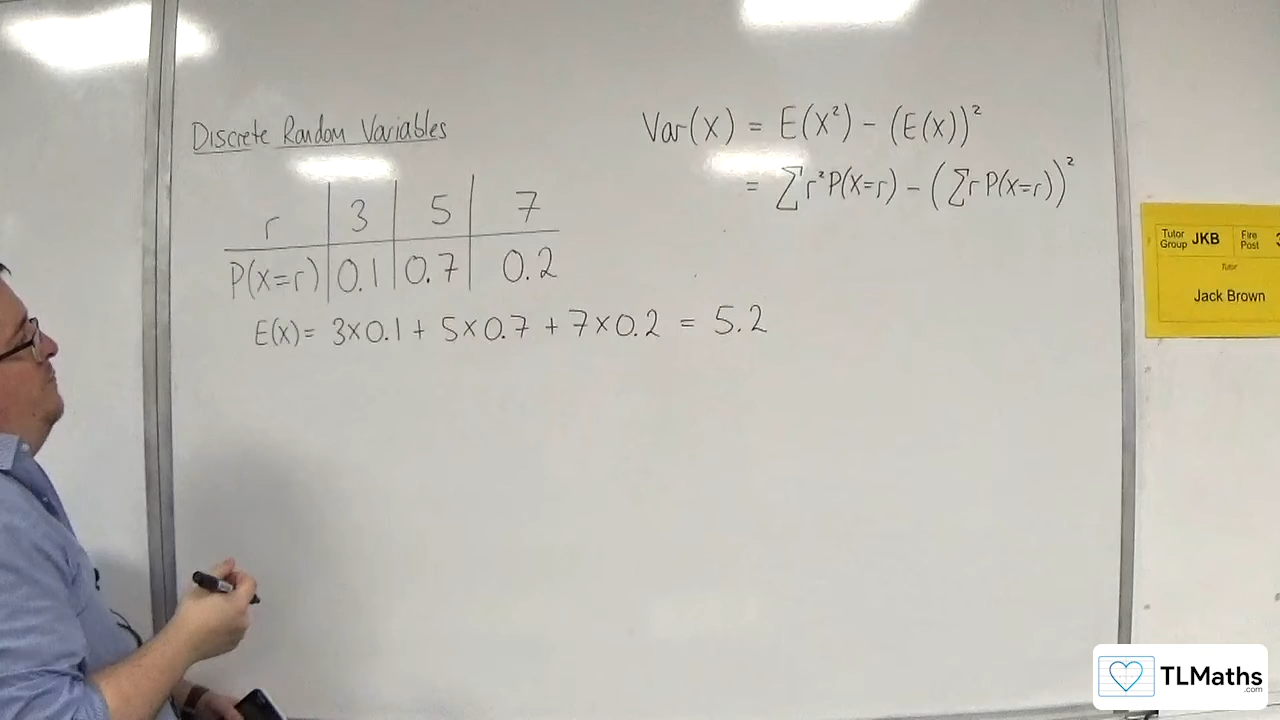 Discrete Random Variables
r 3 5 7
P(X=r) 0.1 0.7 0.2
E(X) = 3×0.1 + 5×0.7 + 7×0.2 = 5.2
Var(X) = E(X²) - (E(X))²
= ∑r²P(X=r) - (∑rP(X=r))²
Tutor Group JKB Fire Post 3
Tutor
Jack Brown
TLMaths
.com